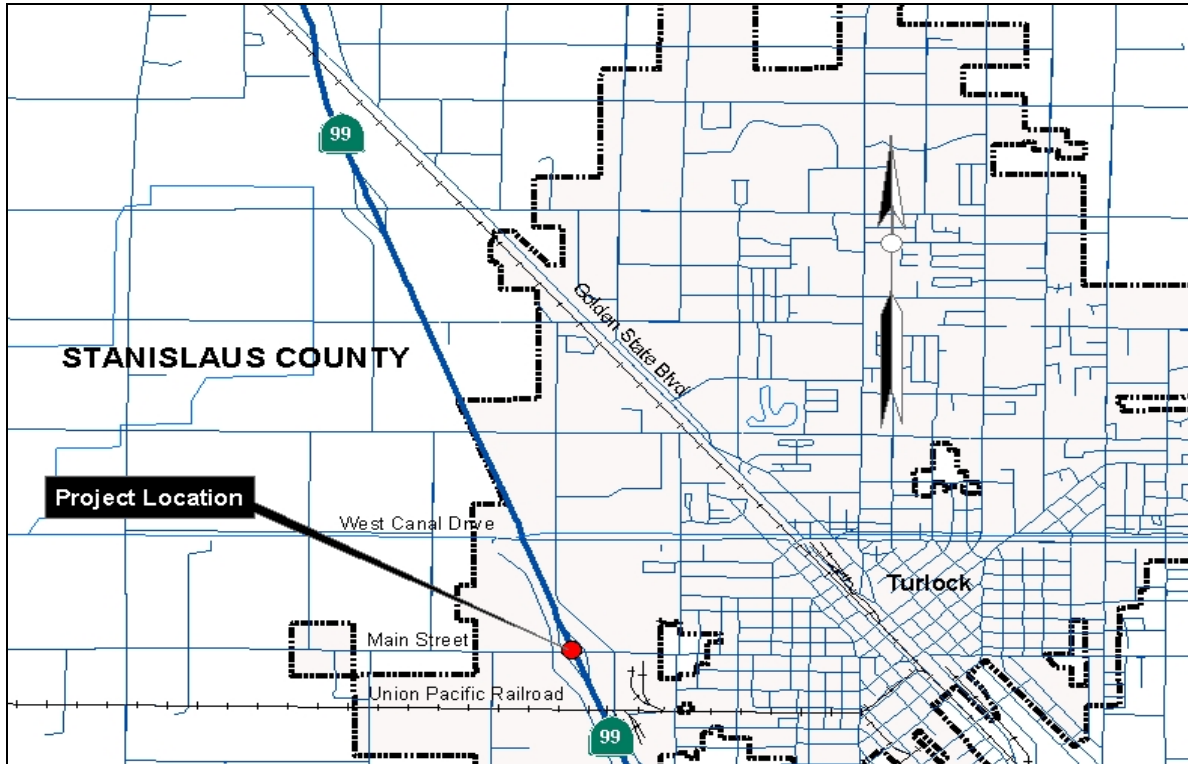 99
Golden State Blvd
STANISLAUS COUNTY
Project Location
West Canal Drive
Turlock
Main Street
Union Pacific Railroad
99